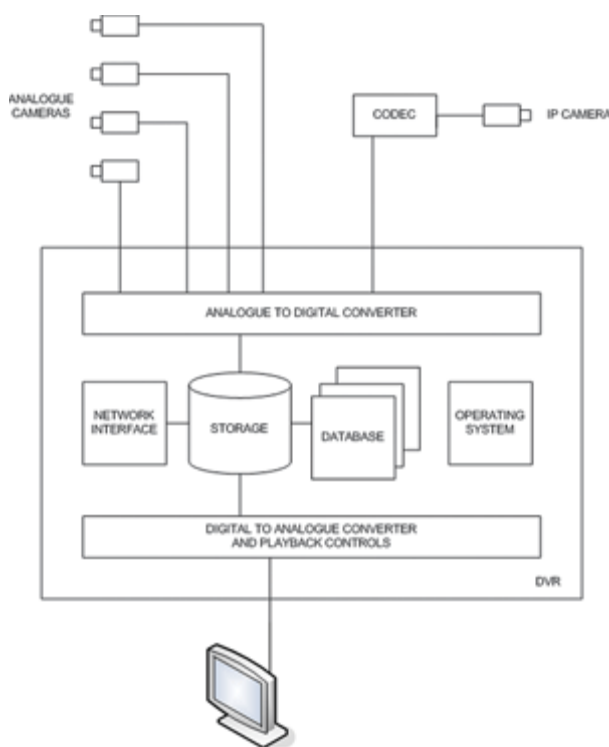 ANALOGUE
CAMERAS
CODEC
IP CAMERA
ANALOGUE TO DIGITAL CONVERTER
NETWORK
INTERFACE
STORAGE
DATABASE
OPERATING
SYSTEM
DIGITAL TO ANALOGUE CONVERTER
AND PLAYBACK CONTROLS
DVR